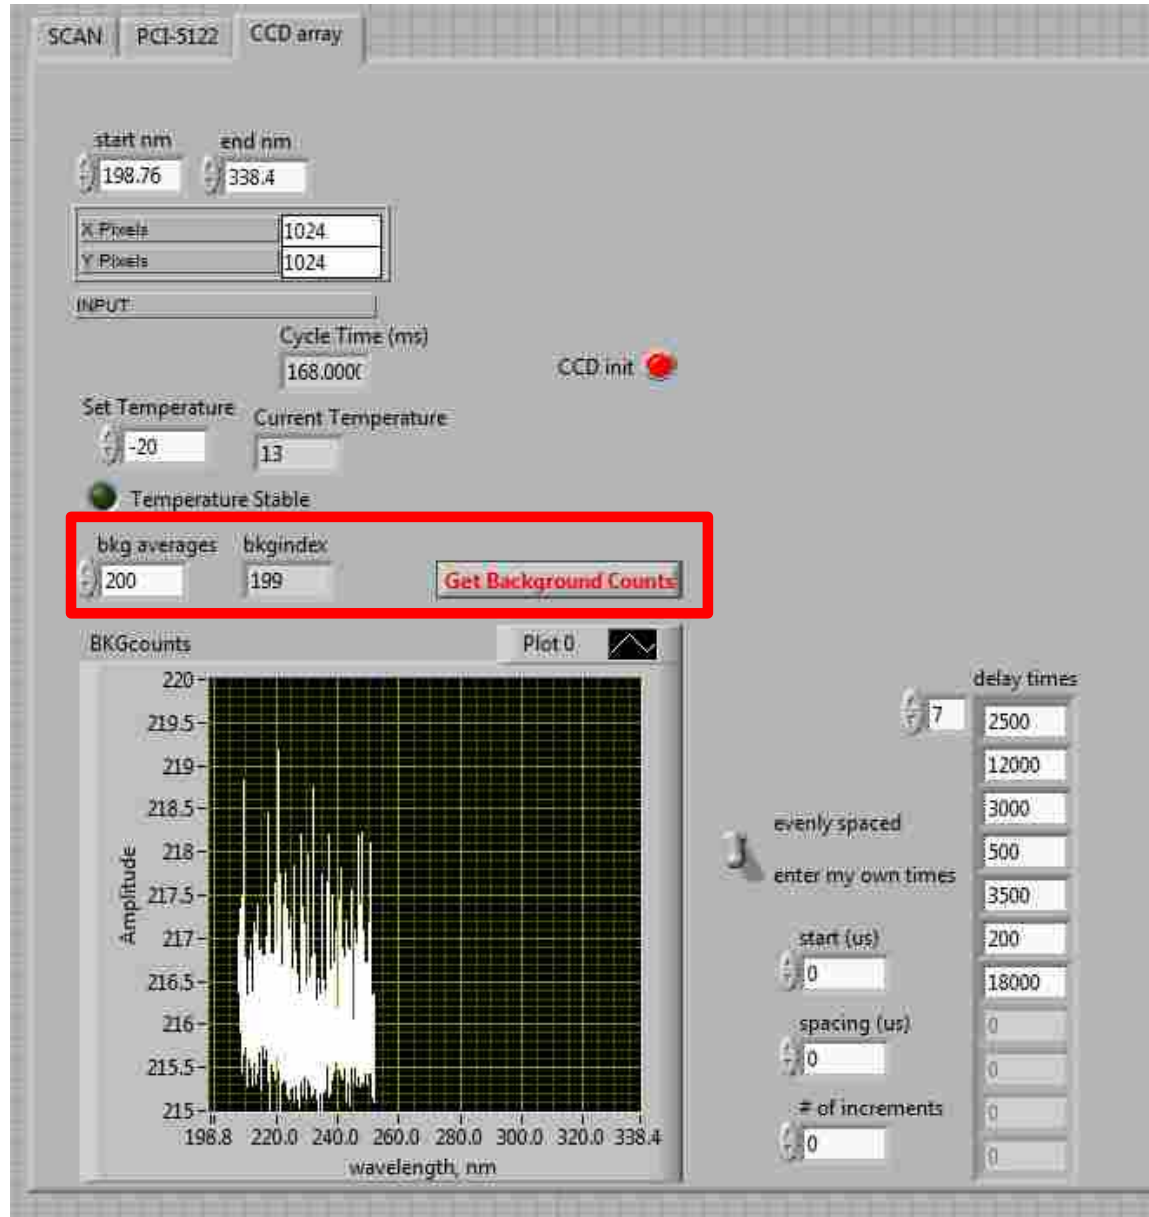 SCAN PCI-5122 CCD array
start nm end nm
198.76 338.4
X Pixels 1024
Y Pixels 1024
INPUT
Cycle Time (ms)
168.000(
CCD init
Set Temperature Current Temperature
-20 13
Temperature Stable
bkg averages bkgindex
200 199 Get Background Counts
BKGcounts Plot 0
220
219.5
219
218.5
218
217.5
217
216.5
216
215.5
215
Amplitude
198.8 220.0 240.0 260.0 280.0 300.0 320.0 338.4
wavelength, nm
delay times
7 2500
12000
3000
500
3500
200
18000
0
0
0
0
evenly spaced
enter my own times
start (us)
0
spacing (us)
0
# of increments
0